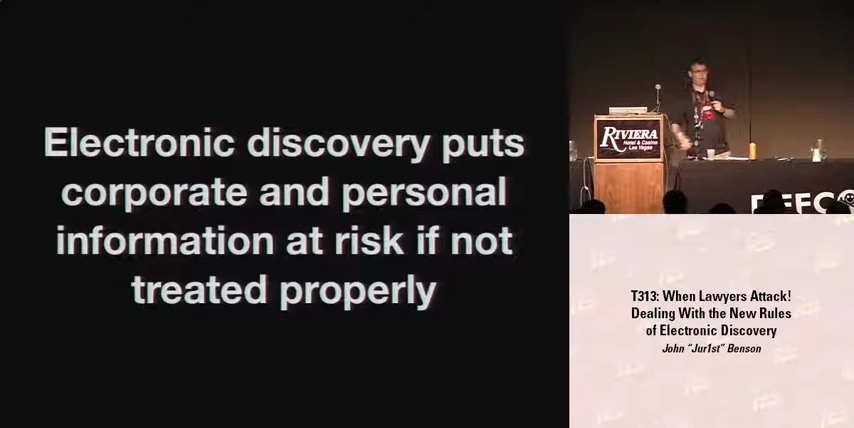 Electronic discovery puts
corporate and personal
information at risk if not
treated properly
RIVIERA
Hotel & Casino
Las Vegas
DEFCO
T313: When Lawyers Attack!
Dealing With the New Rules
of Electronic Discovery
John "Jur1st" Benson